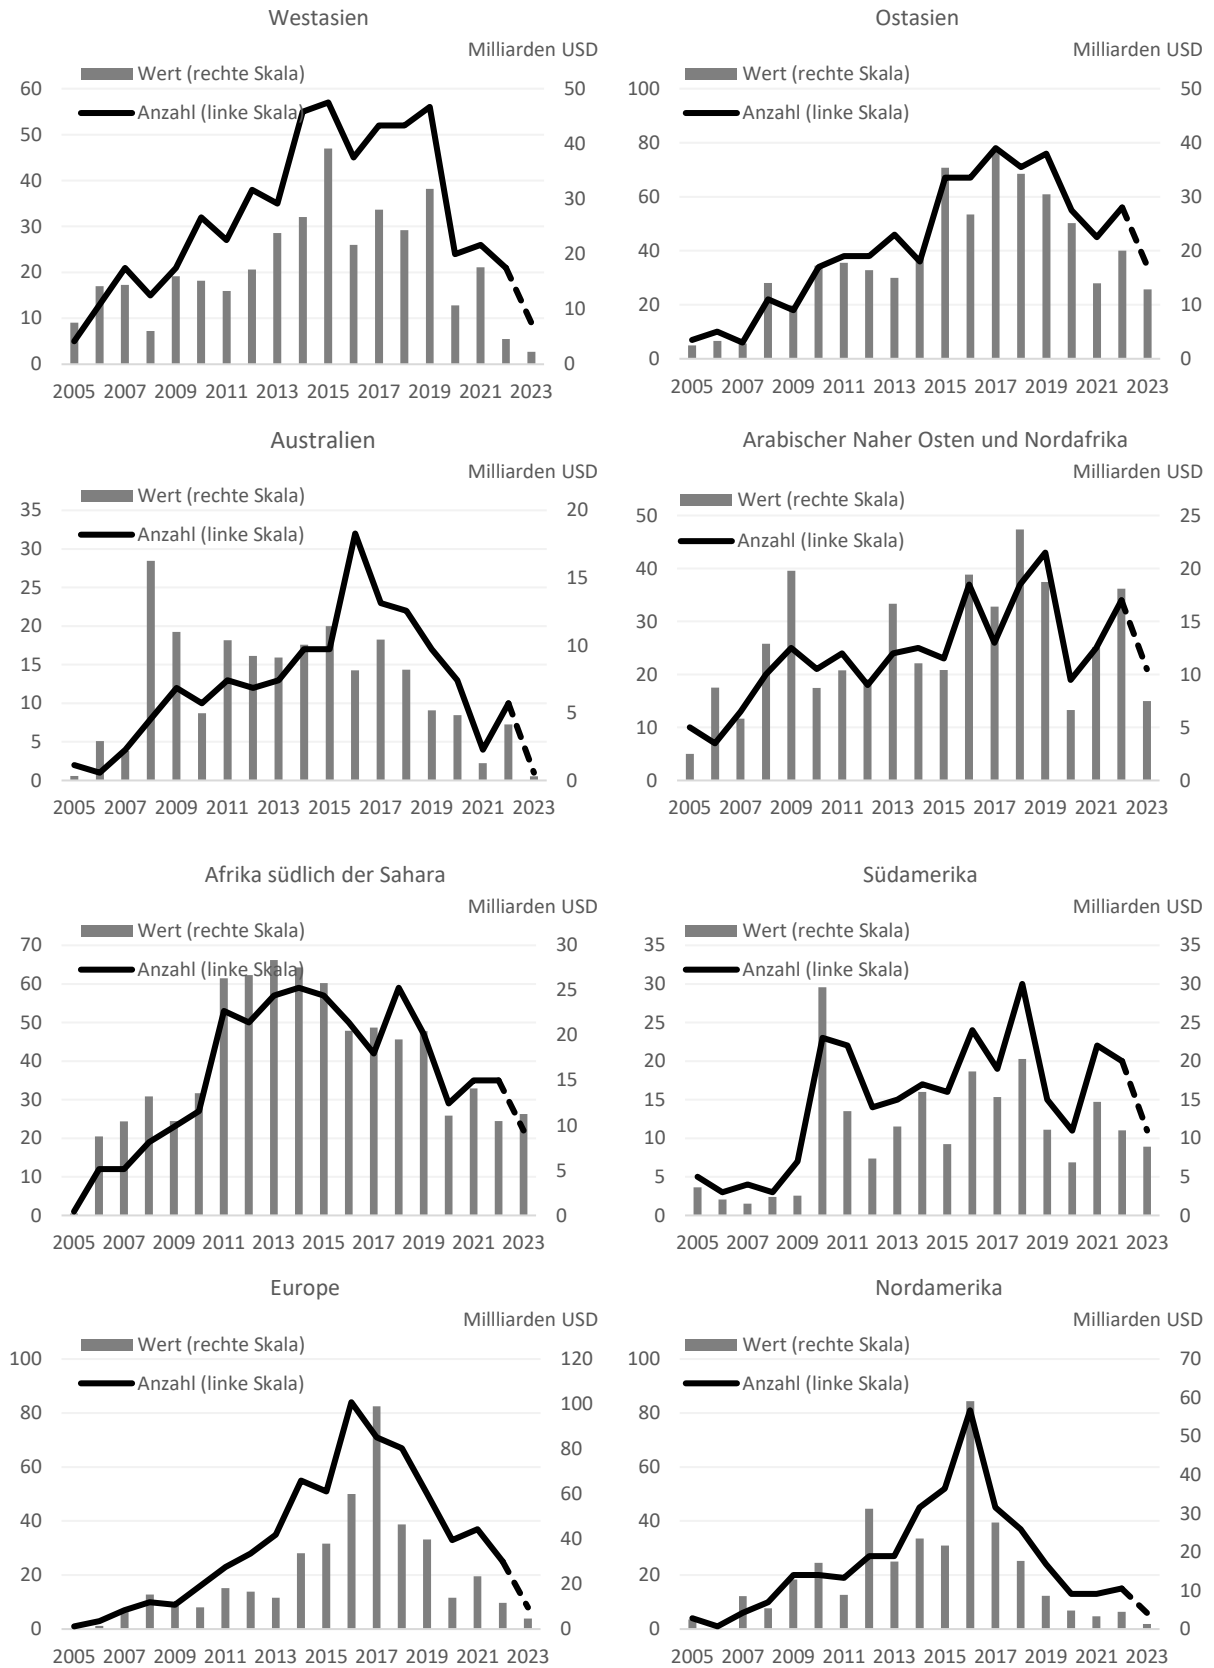 Westasien
Milliarden USD
Wert (rechte Skala)
Anzahl (linke Skala)
60
50
40
30
20
10
0
50
40
30
20
10
0
2005 2007 2009 2011 2013 2015 2017 2019 2021 2023
Ostasien
Milliarden USD
Wert (rechte Skala)
Anzahl (linke Skala)
100
80
60
40
20
0
50
40
30
20
10
0
2005 2007 2009 2011 2013 2015 2017 2019 2021 2023
Australien
Milliarden USD
Wert (rechte Skala)
Anzahl (linke Skala)
35
30
25
20
15
10
5
0
20
15
10
5
0
2005 2007 2009 2011 2013 2015 2017 2019 2021 2023
Arabischer Naher Osten und Nordafrika
Milliarden USD
Wert (rechte Skala)
Anzahl (linke Skala)
50
40
30
20
10
0
25
20
15
10
5
0
2005 2007 2009 2011 2013 2015 2017 2019 2021 2023
Afrika südlich der Sahara
Milliarden USD
Wert (rechte Skala)
Anzahl (linke Skala)
70
60
50
40
30
20
10
0
30
25
20
15
10
5
0
2005 2007 2009 2011 2013 2015 2017 2019 2021 2023
Südamerika
Milliarden USD
Wert (rechte Skala)
Anzahl (linke Skala)
35
30
25
20
15
10
5
0
35
30
25
20
15
10
5
0
2005 2007 2009 2011 2013 2015 2017 2019 2021 2023
Europe
Millliarden USD
Wert (rechte Skala)
Anzahl (linke Skala)
100
80
60
40
20
0
120
100
80
60
40
20
0
2005 2007 2009 2011 2013 2015 2017 2019 2021 2023
Nordamerika
Milliarden USD
Wert (rechte Skala)
Anzahl (linke Skala)
100
80
60
40
20
0
70
60
50
40
30
20
10
0
2005 2007 2009 2011 2013 2015 2017 2019 2021 2023